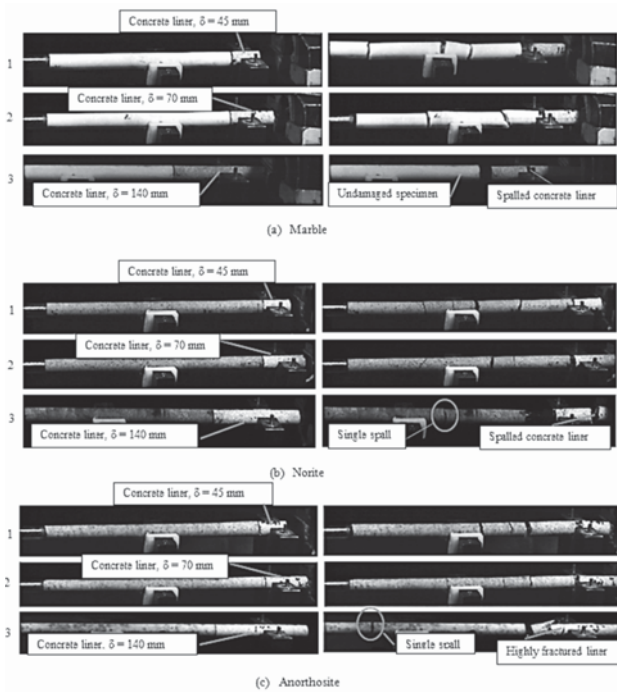 Concrete liner, δ = 45 mm
1
Concrete liner, δ = 70 mm
2
3
Concrete liner, δ = 140 mm
Undamaged specimen
Spalled concrete liner
(a) Marble
Concrete liner, δ = 45 mm
1
Concrete liner, δ = 70 mm
2
3
Concrete liner, δ = 140 mm
Single spall
Spalled concrete liner
(b) Norite
Concrete liner, δ = 45 mm
1
Concrete liner, δ = 70 mm
2
3
Concrete liner. δ = 140 mm
Single spall
Highly fractured liner
(c) Anorthosite